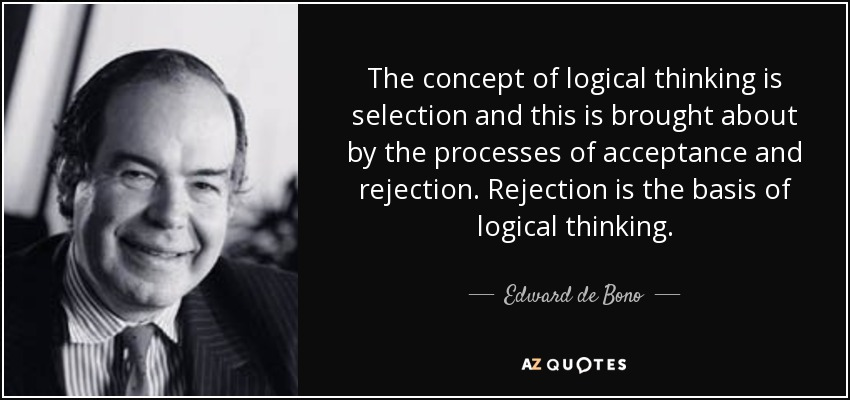 The concept of logical thinking is
selection and this is brought about
by the processes of acceptance and
rejection. Rejection is the basis of
logical thinking.
Edward de Bono
AZ QUOTES